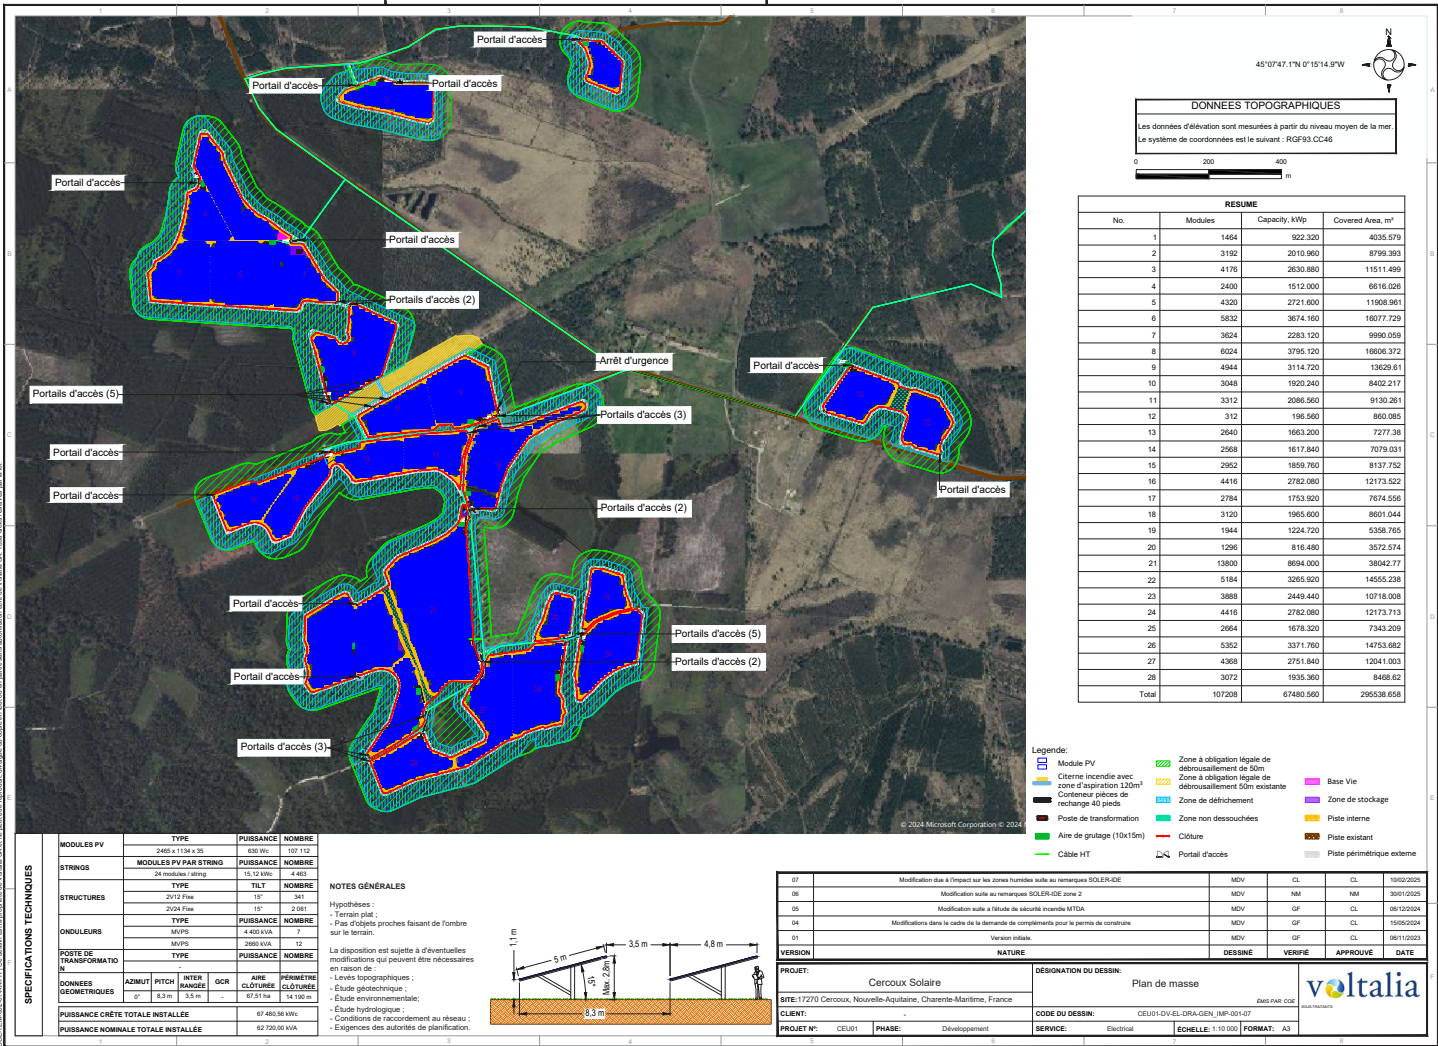 45°07'47.1"N 0°15'14.9"W
N
DONNEES TOPOGRAPHIQUES
Les données d'élévation sont mesurées à partir du niveau moyen de la mer.
Le système de coordonnées est le suivant : RGF93.CC46
0 200 400
m
Portail d'accès
Portail d'accès
Portail d'accès
Portail d'accès
Portail d'accès
Portails d'accès (2)
Arrêt d'urgence
Portail d'accès
Portails d'accès (5)
Portails d'accès (3)
Portail d'accès
Portail d'accès
Portail d'accès
Portails d'accès (2)
Portail d'accès
Portails d'accès (5)
Portails d'accès (2)
Portail d'accès
Portails d'accès (3)
© 2024 Microsoft Corporation © 2024
RESUME
No. Modules Capacity, kWp Covered Area, m²
1 1464 922.320 4035.579
2 3192 2010.960 8799.393
3 4176 2630.880 11511.499
4 2400 1512.000 6616.026
5 4320 2721.600 11908.961
6 5832 3674.160 16077.729
7 3624 2283.120 9990.059
8 6024 3795.120 16606.372
9 4944 3114.720 13629.61
10 3048 1920.240 8402.217
11 3312 2086.560 9130.261
12 312 196.560 860.085
13 2640 1663.200 7277.38
14 2568 1617.840 7079.031
15 2952 1859.760 8137.752
16 4416 2782.080 12173.522
17 2784 1753.920 7674.556
18 3120 1965.600 8601.044
19 1944 1224.720 5358.765
20 1296 816.480 3572.574
21 13800 8694.000 38042.77
22 5184 3265.920 14555.238
23 3888 2449.440 10718.008
24 4416 2782.080 12173.713
25 2664 1678.320 7343.209
26 5352 3371.760 14753.682
27 4368 2751.840 12041.003
28 3072 1935.360 8468.62
Total 107208 67480.560 295538.658
Legende:
Module PV
Citerne incendie avec
zone d'aspiration 120m³
Conteneur pièces de
rechange 40 pieds
Poste de transformation
Aire de grutage (10x15m)
Câble HT
Zone à obligation légale de
débrousaillement de 50m
Zone à obligation légale de
débrousaillement 50m existante
Zone de défrichement
Zone non dessouchées
Clôture
Portail d'accès
Base Vie
Zone de stockage
Piste interne
Piste existant
Piste périmétrique externe
SPECIFICATIONS TECHNIQUES
MODULES PV TYPE PUISSANCE NOMBRE
2465 x 1134 x 35 630 Wc 107 112
STRINGS MODULES PV PAR STRING PUISSANCE NOMBRE
24 modules / string 15,12 kWc 4 463
STRUCTURES TYPE TILT NOMBRE
2V12 Fixe 15° 341
2V24 Fixe 15° 2 061
ONDULEURS TYPE PUISSANCE NOMBRE
MVPS 4 400 kVA 7
MVPS 2660 kVA 12
POSTE DE
TRANSFORMATIO
N
TYPE PUISSANCE NOMBRE
-
DONNEES
GEOMETRIQUES
AZIMUT PITCH INTER RANGÉE GCR AIRE CLÔTURÉE PÉRIMÈTRE CLÔTURÉE
0° 8,3 m 3,5 m - 67,51 ha 14 190 m
PUISSANCE CRÊTE TOTALE INSTALLÉE 67 480,56 kWc
PUISSANCE NOMINALE TOTALE INSTALLÉE 62 720,00 kVA
NOTES GÉNÉRALES
Hypothèses :
- Terrain plat ;
- Pas d'objets proches faisant de l'ombre
sur le terrain.
La disposition est sujette à d'éventuelles
modifications qui peuvent être nécessaires
en raison de :
- Levés topographiques ;
- Étude géotechnique ;
- Étude environnementale;
- Étude hydrologique ;
- Conditions de raccordement au réseau ;
- Exigences des autorités de planification.
1,1 m
5 m
3,5 m
4,8 m
15°
Max. 2,8m
8,3 m
07 Modification due à l'impact sur les zones humides suite au remarques SOLER-IDE MDV CL CL 10/02/2025
06 Modification suite au remarques SOLER-IDE zone 2 MDV NM NM 30/01/2025
05 Modification suite a l'étude de sécurité incendie MTDA MDV GF CL 06/12/2024
04 Modifications dans le cadre de la demande de compléments pour le permis de construire MDV GF CL 15/05/2024
01 Version initiale. MDV GF CL 06/11/2023
VERSION NATURE DESSINÉ VERIFIÉ APPROUVÉ DATE
PROJET: Cercoux Solaire
DÉSIGNATION DU DESSIN: Plan de masse
ÉMIS PAR: COE
SITE: 17270 Cercoux, Nouvelle-Aquitaine, Charente-Maritime, France
CLIENT: -
CODE DU DESSIN: CEU01-DV-EL-DRA-GEN_IMP-001-07
PROJET N°: CEU01 PHASE: Développement SERVICE: Electrical ÉCHELLE: 1:10 000 FORMAT: A3
voltalia